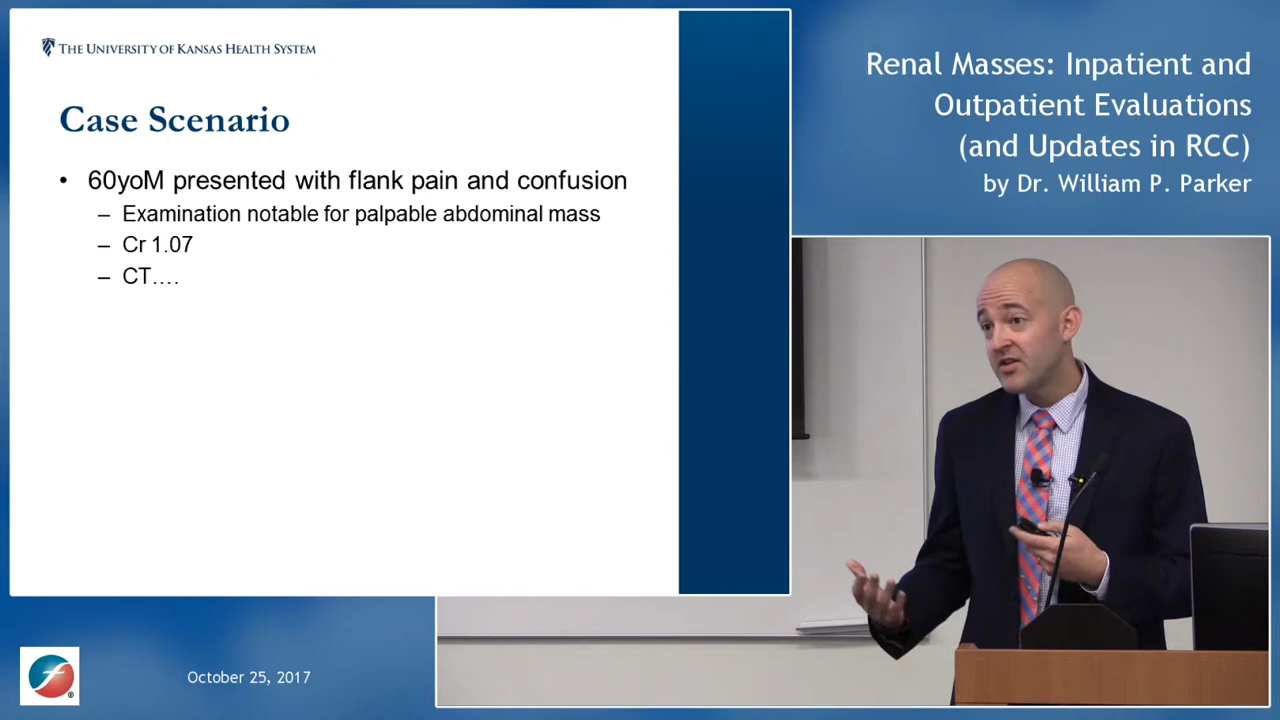 THE UNIVERSITY OF KANSAS HEALTH SYSTEM
Case Scenario
• 60yoM presented with flank pain and confusion
– Examination notable for palpable abdominal mass
– Cr 1.07
– CT….
Renal Masses: Inpatient and
Outpatient Evaluations
(and Updates in RCC)
by Dr. William P. Parker
October 25, 2017